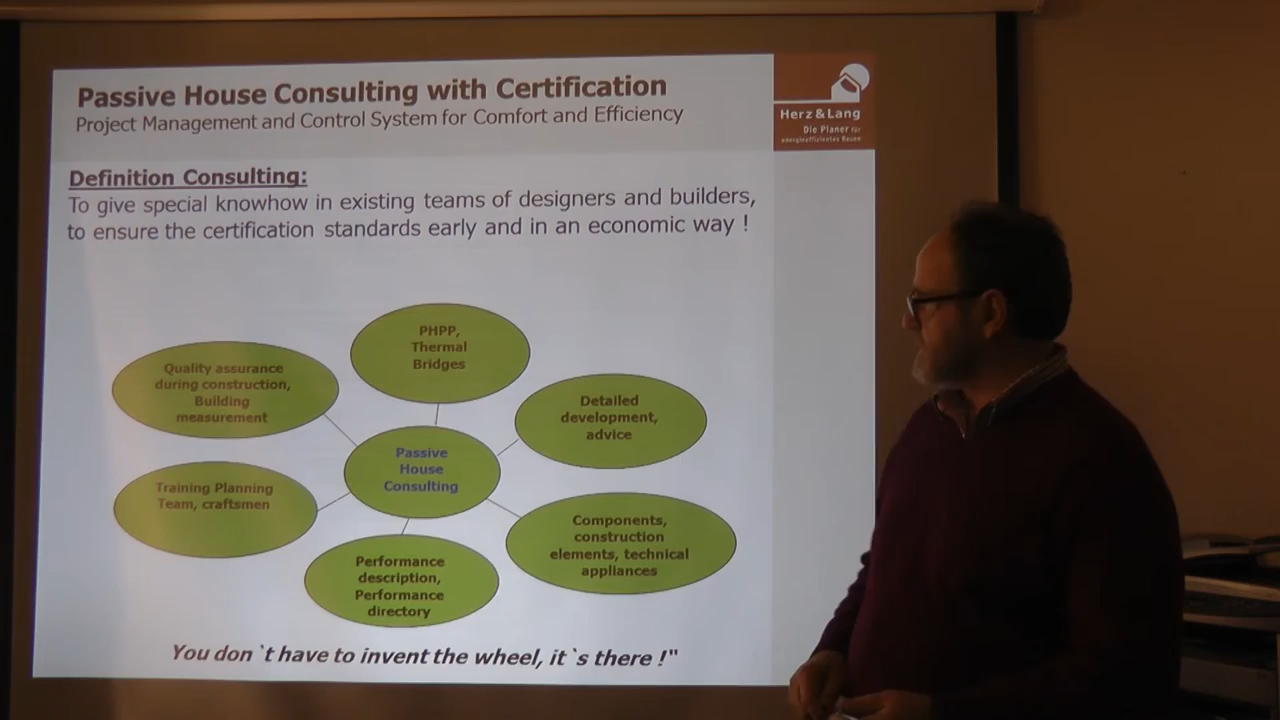 Passive House Consulting with Certification
Project Management and Control System for Comfort and Efficiency
Herz & Lang
Die Planer für
energieeffizientes Bauen
Definition Consulting:
To give special knowhow in existing teams of designers and builders,
to ensure the certification standards early and in an economic way !
PHPP,
Thermal
Bridges
Quality assurance
during construction,
Building
measurement
Detailed
development,
advice
Passive
House
Consulting
Training Planning
Team, craftsmen
Components,
construction
elements, technical
appliances
Performance
description,
Performance
directory
You don`t have to invent the wheel, it`s there !"